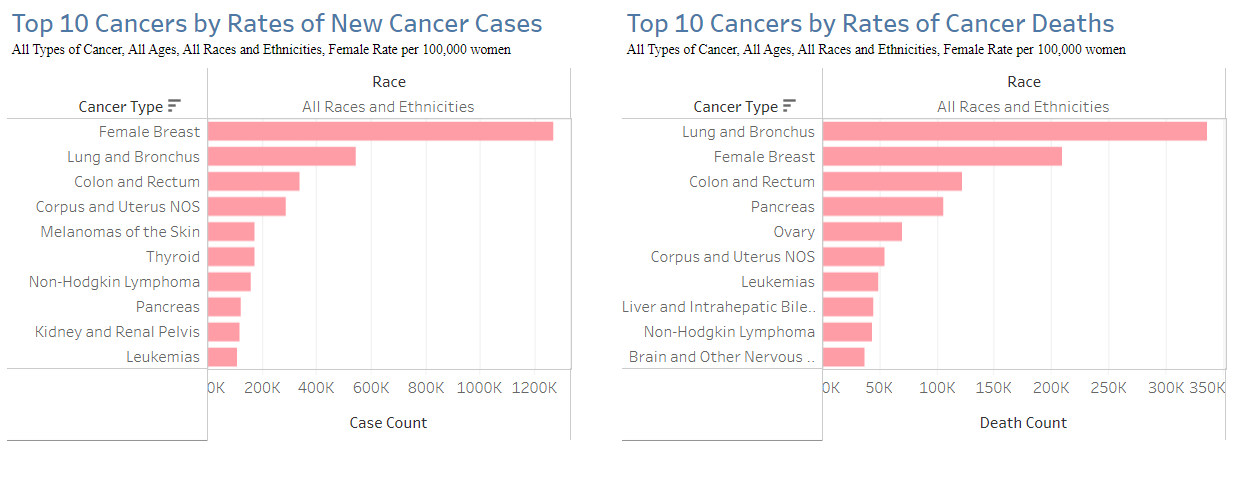 Top 10 Cancers by Rates of New Cancer Cases
All Types of Cancer, All Ages, All Races and Ethnicities, Female Rate per 100,000 women
Race
Cancer Type
All Races and Ethnicities
Female Breast
Lung and Bronchus
Colon and Rectum
Corpus and Uterus NOS
Melanomas of the Skin
Thyroid
Non-Hodgkin Lymphoma
Pancreas
Kidney and Renal Pelvis
Leukemias
0K 200K 400K 600K 800K 1000K 1200K
Case Count
Top 10 Cancers by Rates of Cancer Deaths
All Types of Cancer, All Ages, All Races and Ethnicities, Female Rate per 100,000 women
Race
Cancer Type
All Races and Ethnicities
Lung and Bronchus
Female Breast
Colon and Rectum
Pancreas
Ovary
Corpus and Uterus NOS
Leukemias
Liver and Intrahepatic Bile..
Non-Hodgkin Lymphoma
Brain and Other Nervous ..
0K 50K 100K 150K 200K 250K 300K 350K
Death Count